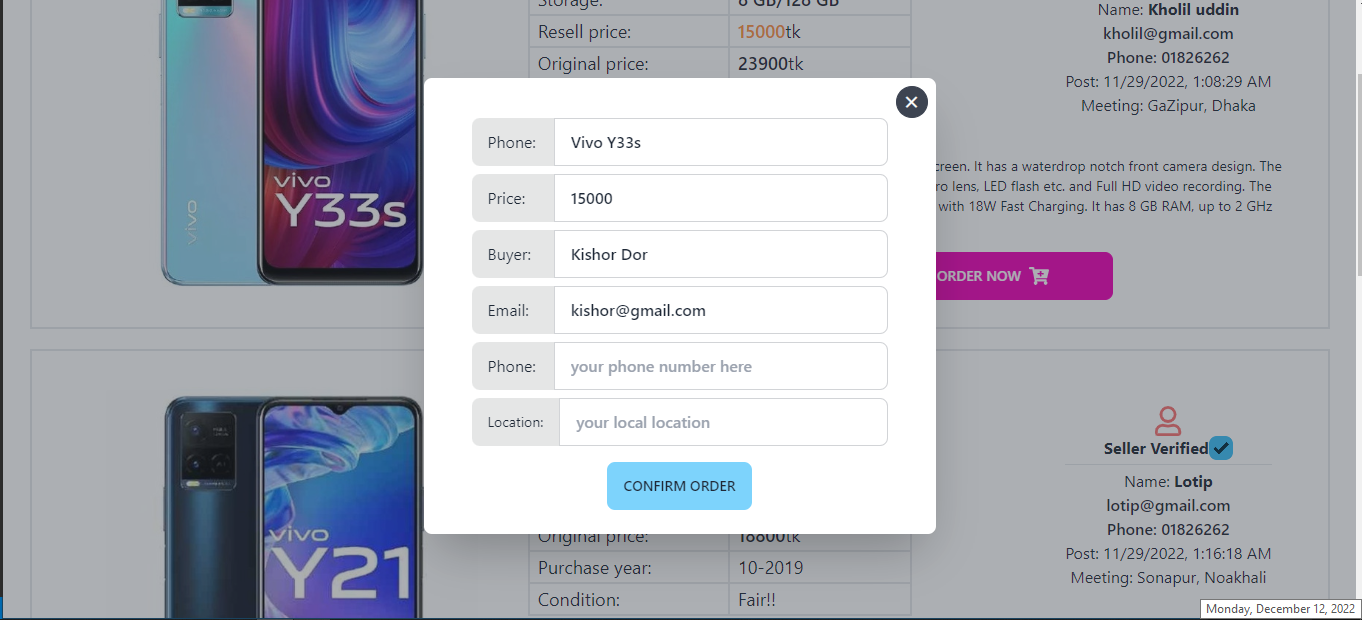 Storage: 8 GB/128 GB
Resell price: 15000tk
Original price: 23900tk
vivo
Y33s
vivo
Name: Kholil uddin
kholil@gmail.com
Phone: 01826262
Post: 11/29/2022, 1:08:29 AM
Meeting: GaZipur, Dhaka
creen. It has a waterdrop notch front camera design. The
ro lens, LED flash etc. and Full HD video recording. The
with 18W Fast Charging. It has 8 GB RAM, up to 2 GHz
ORDER NOW
Phone: Vivo Y33s
Price: 15000
Buyer: Kishor Dor
Email: kishor@gmail.com
Phone: your phone number here
Location: your local location
CONFIRM ORDER
vivo
Y21
Original price: 18800tk
Purchase year: 10-2019
Condition: Fair!!
Seller Verified
Name: Lotip
lotip@gmail.com
Phone: 01826262
Post: 11/29/2022, 1:16:18 AM
Meeting: Sonapur, Noakhali
Monday, December 12, 2022